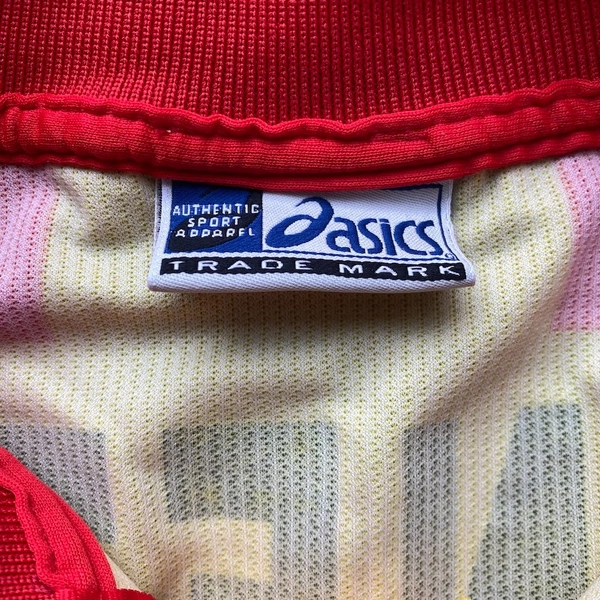 AUTHENTIC
SPORT
APPAREL
asics
TRADE MARK